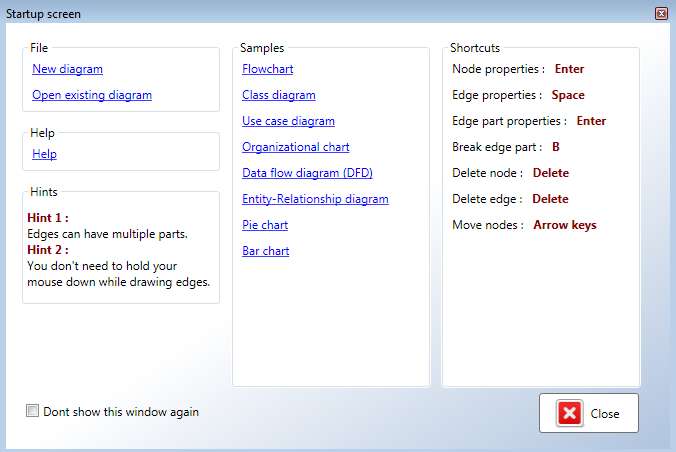 Startup screen
File
New diagram
Open existing diagram
Help
Help
Hints
Hint 1 :
Edges can have multiple parts.
Hint 2 :
You don't need to hold your
mouse down while drawing edges.
Samples
Flowchart
Class diagram
Use case diagram
Organizational chart
Data flow diagram (DFD)
Entity-Relationship diagram
Pie chart
Bar chart
Shortcuts
Node properties : Enter
Edge properties : Space
Edge part properties : Enter
Break edge part : B
Delete node : Delete
Delete edge : Delete
Move nodes : Arrow keys
Dont show this window again
Close